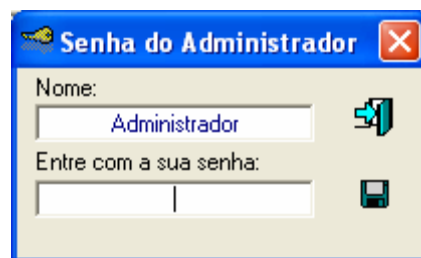 Senha do Administrador
Nome:
Administrador
Entre com a sua senha: